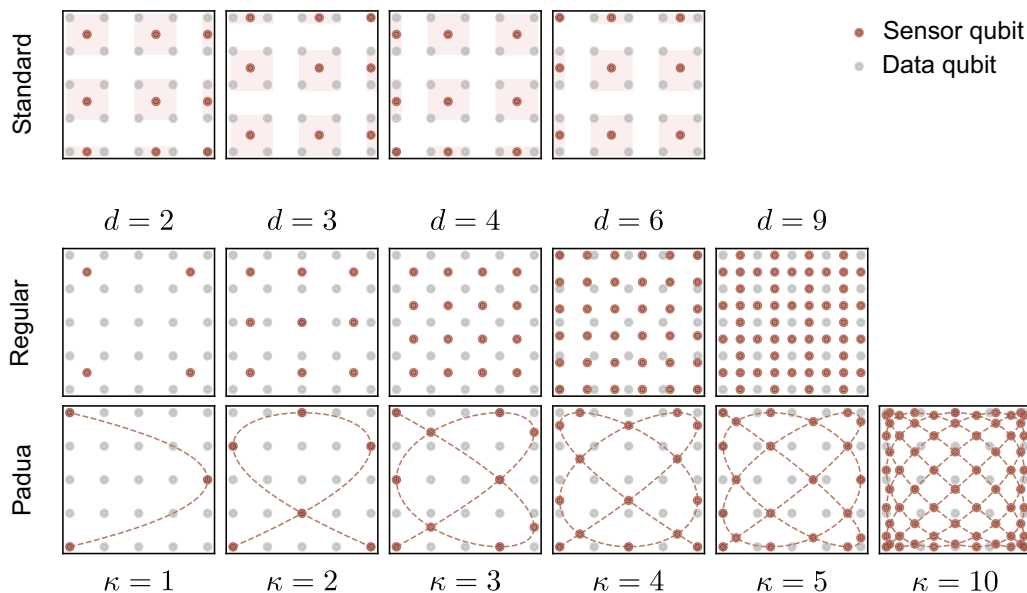 Standard
Sensor qubit
Data qubit
d = 2
d = 3
d = 4
d = 6
d = 9
Regular
Padua
κ = 1
κ = 2
κ = 3
κ = 4
κ = 5
κ = 10